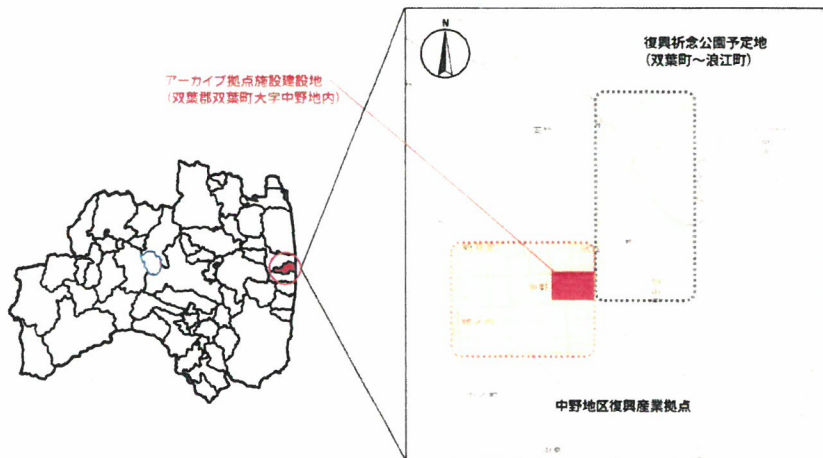 アーカイブ拠点施設建設地
(双葉郡双葉町大字中野地内)
N
復興祈念公園予定地
(双葉町～浪江町)
中野地区復興産業拠点